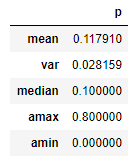 p
mean 0.117910
var 0.028159
median 0.100000
amax 0.800000
amin 0.000000